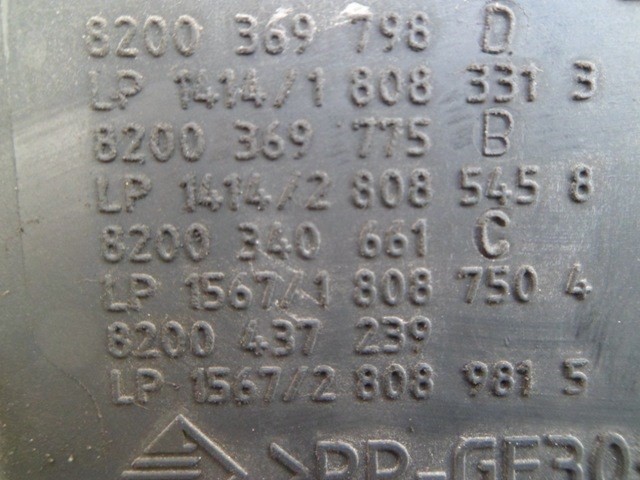 8200 369 798 D
LP 1414/1 808 331 3
8200 369 775 B
LP 1414/2 808 545 8
8200 340 661 C
LP 1567/1 808 750 4
8200 437 239
LP 1567/2 808 981 5
>PP-GF30